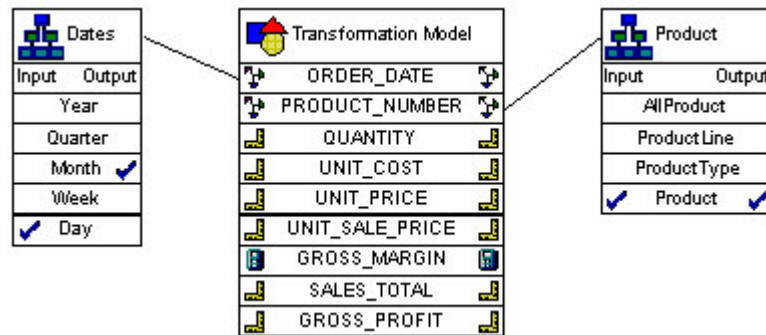 Dates
Input Output
Year
Quarter
Month
Week
Day
Transformation Model
ORDER_DATE
PRODUCT_NUMBER
QUANTITY
UNIT_COST
UNIT_PRICE
UNIT_SALE_PRICE
GROSS_MARGIN
SALES_TOTAL
GROSS_PROFIT
Product
Input Output
AllProduct
ProductLine
ProductType
Product